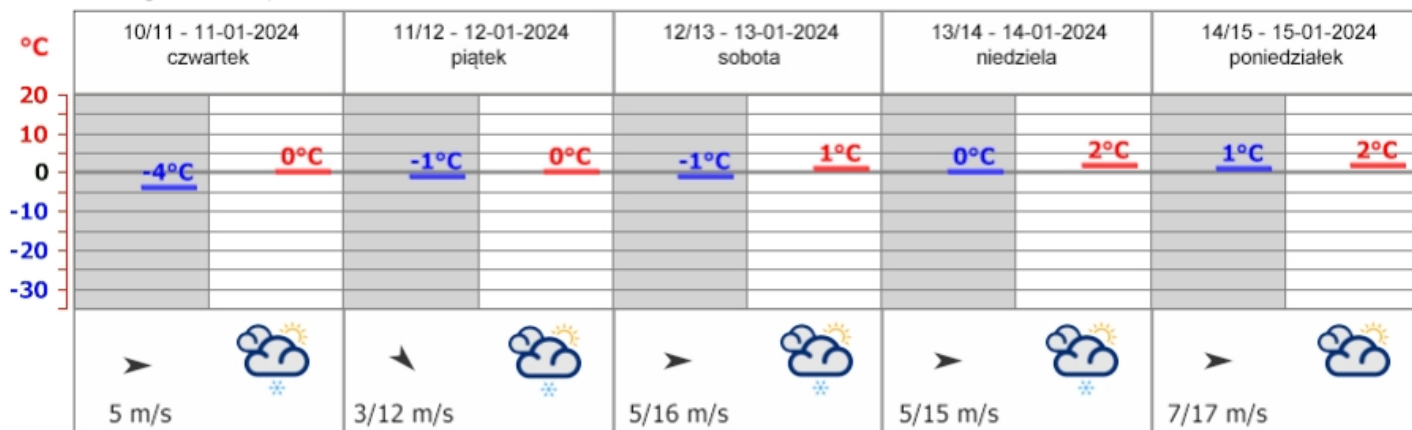 10/11 - 11-01-2024
czwartek
11/12 - 12-01-2024
piątek
12/13 - 13-01-2024
sobota
13/14 - 14-01-2024
niedziela
14/15 - 15-01-2024
poniedziałek
°C
20
10
0
-10
-20
-30
-4°C
0°C
-1°C
0°C
-1°C
1°C
0°C
2°C
1°C
2°C
5 m/s
3/12 m/s
5/16 m/s
5/15 m/s
7/17 m/s